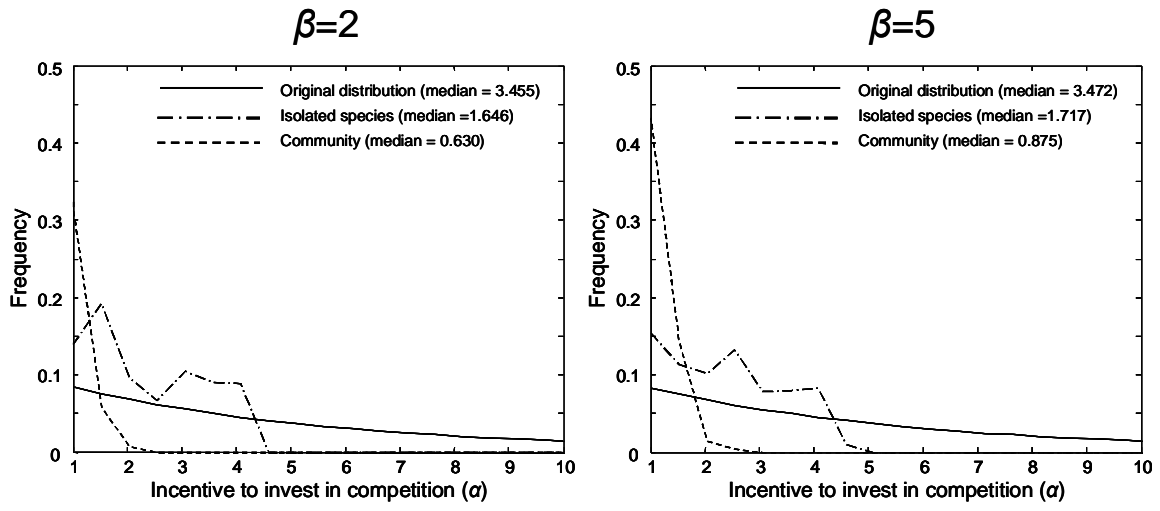 β=2
0.5
0.4
0.3
0.2
0.1
0
Frequency
Original distribution (median = 3.455)
Isolated species (median =1.646)
Community (median = 0.630)
1 2 3 4 5 6 7 8 9 10
Incentive to invest in competition (α)
β=5
0.5
0.4
0.3
0.2
0.1
0
Frequency
Original distribution (median = 3.472)
Isolated species (median =1.717)
Community (median = 0.875)
1 2 3 4 5 6 7 8 9 10
Incentive to invest in competition (α)